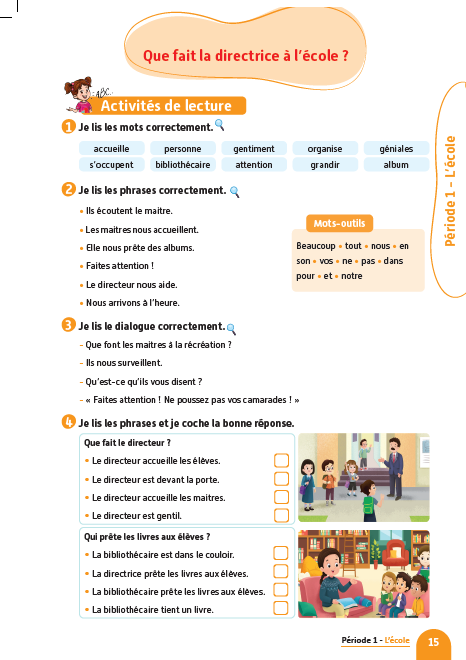 Que fait la directrice à l'école ?
ABC..
Activités de lecture
1 Je lis les mots correctement.
accueille personne gentiment organise géniales
s'occupent bibliothécaire attention grandir album
2 Je lis les phrases correctement.
• Ils écoutent le maitre.
• Les maitres nous accueillent.
• Elle nous prête des albums.
• Faites attention !
• Le directeur nous aide.
• Nous arrivons à l'heure.
Mots-outils
Beaucoup • tout • nous • en
son • vos • ne • pas • dans
pour • et • notre
3 Je lis le dialogue correctement.
- Que font les maitres à la récréation ?
- Ils nous surveillent.
- Qu'est-ce qu'ils vous disent ?
- « Faites attention ! Ne poussez pas vos camarades ! »
4 Je lis les phrases et je coche la bonne réponse.
Que fait le directeur ?
• Le directeur accueille les élèves.
• Le directeur est devant la porte.
• Le directeur accueille les maitres.
• Le directeur est gentil.
Qui prête les livres aux élèves ?
• La bibliothécaire est dans le couloir.
• La directrice prête les livres aux élèves.
• La bibliothécaire prête les livres aux élèves.
• La bibliothécaire tient un livre.
Période 1 - L'école
Période 1 - L'école 15